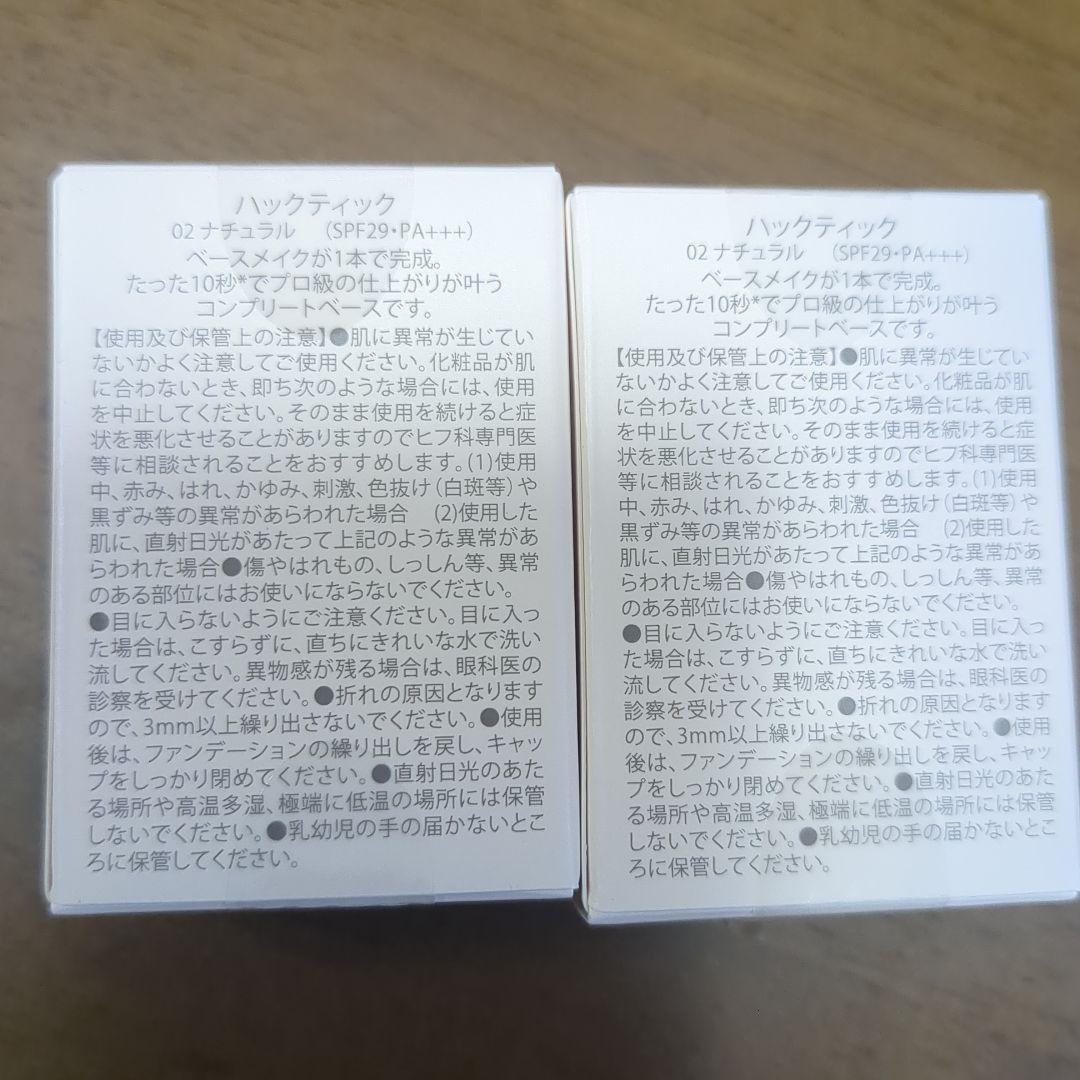 ハックティック
02 ナチュラル （SPF29・PA+++）
ベースメイクが1本で完成。
たった10秒*でプロ級の仕上がりが叶う
コンプリートベースです。
【使用及び保管上の注意】●肌に異常が生じてい
ないかよく注意してご使用ください。化粧品が肌
に合わないとき、即ち次のような場合には、使用
を中止してください。そのまま使用を続けると症
状を悪化させることがありますのでヒフ科専門医
等に相談されることをおすすめします。(1)使用
中、赤み、はれ、かゆみ、刺激、色抜け（白斑等）や
黒ずみ等の異常があらわれた場合 (2)使用した
肌に、直射日光があたって上記のような異常があ
らわれた場合●傷やはれもの、しっしん等、異常
のある部位にはお使いにならないでください。
●目に入らないようにご注意ください。目に入っ
た場合は、こすらずに、直ちにきれいな水で洗い
流してください。異物感が残る場合は、眼科医の
診察を受けてください。●折れの原因となります
ので、3mm以上繰り出さないでください。●使用
後は、ファンデーションの繰り出しを戻し、キャッ
プをしっかり閉めてください。●直射日光のあた
る場所や高温多湿、極端に低温の場所には保管
しないでください。●乳幼児の手の届かないとこ
ろに保管してください。
ハックティック
02 ナチュラル （SPF29・PA+++）
ベースメイクが1本で完成。
たった10秒*でプロ級の仕上がりが叶う
コンプリートベースです。
【使用及び保管上の注意】●肌に異常が生じてい
ないかよく注意してご使用ください。化粧品が肌
に合わないとき、即ち次のような場合には、使用
を中止してください。そのまま使用を続けると症
状を悪化させることがありますのでヒフ科専門医
等に相談されることをおすすめします。(1)使用
中、赤み、はれ、かゆみ、刺激、色抜け（白斑等）や
黒ずみ等の異常があらわれた場合 (2)使用した
肌に、直射日光があたって上記のような異常があ
らわれた場合●傷やはれもの、しっしん等、異常
のある部位にはお使いにならないでください。
●目に入らないようにご注意ください。目に入っ
た場合は、こすらずに、直ちにきれいな水で洗い
流してください。異物感が残る場合は、眼科医の
診察を受けてください。●折れの原因となります
ので、3mm以上繰り出さないでください。●使用
後は、ファンデーションの繰り出しを戻し、キャッ
プをしっかり閉めてください。●直射日光のあた
る場所や高温多湿、極端に低温の場所には保管
しないでください。●乳幼児の手の届かないとこ
ろに保管してください。